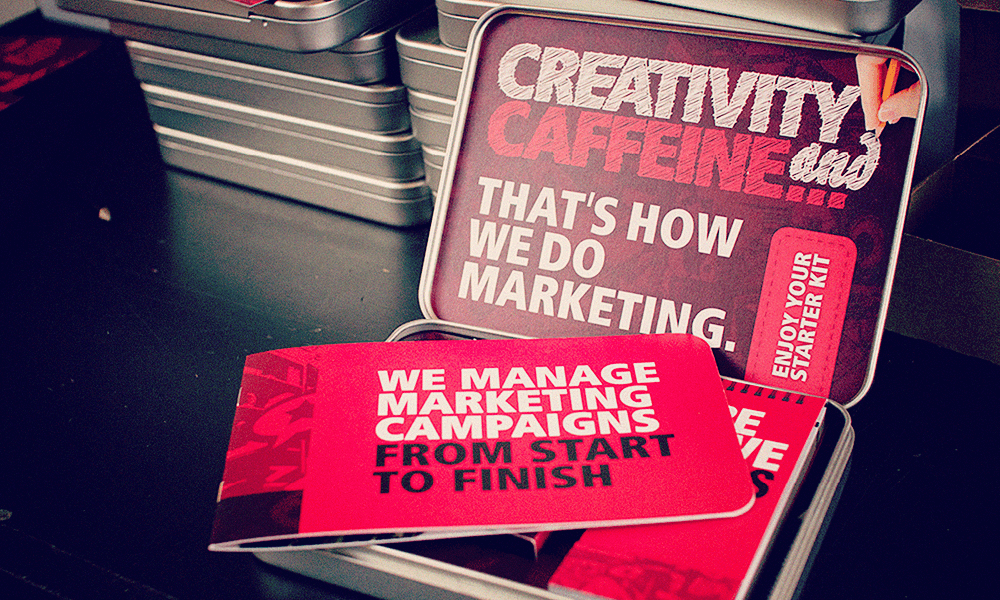 CREATIVITY
and
CAFFEINE...
THAT'S HOW
WE DO
MARKETING.
ENJOY YOUR
STARTER KIT
WE MANAGE
MARKETING
CAMPAIGNS
FROM START
TO FINISH